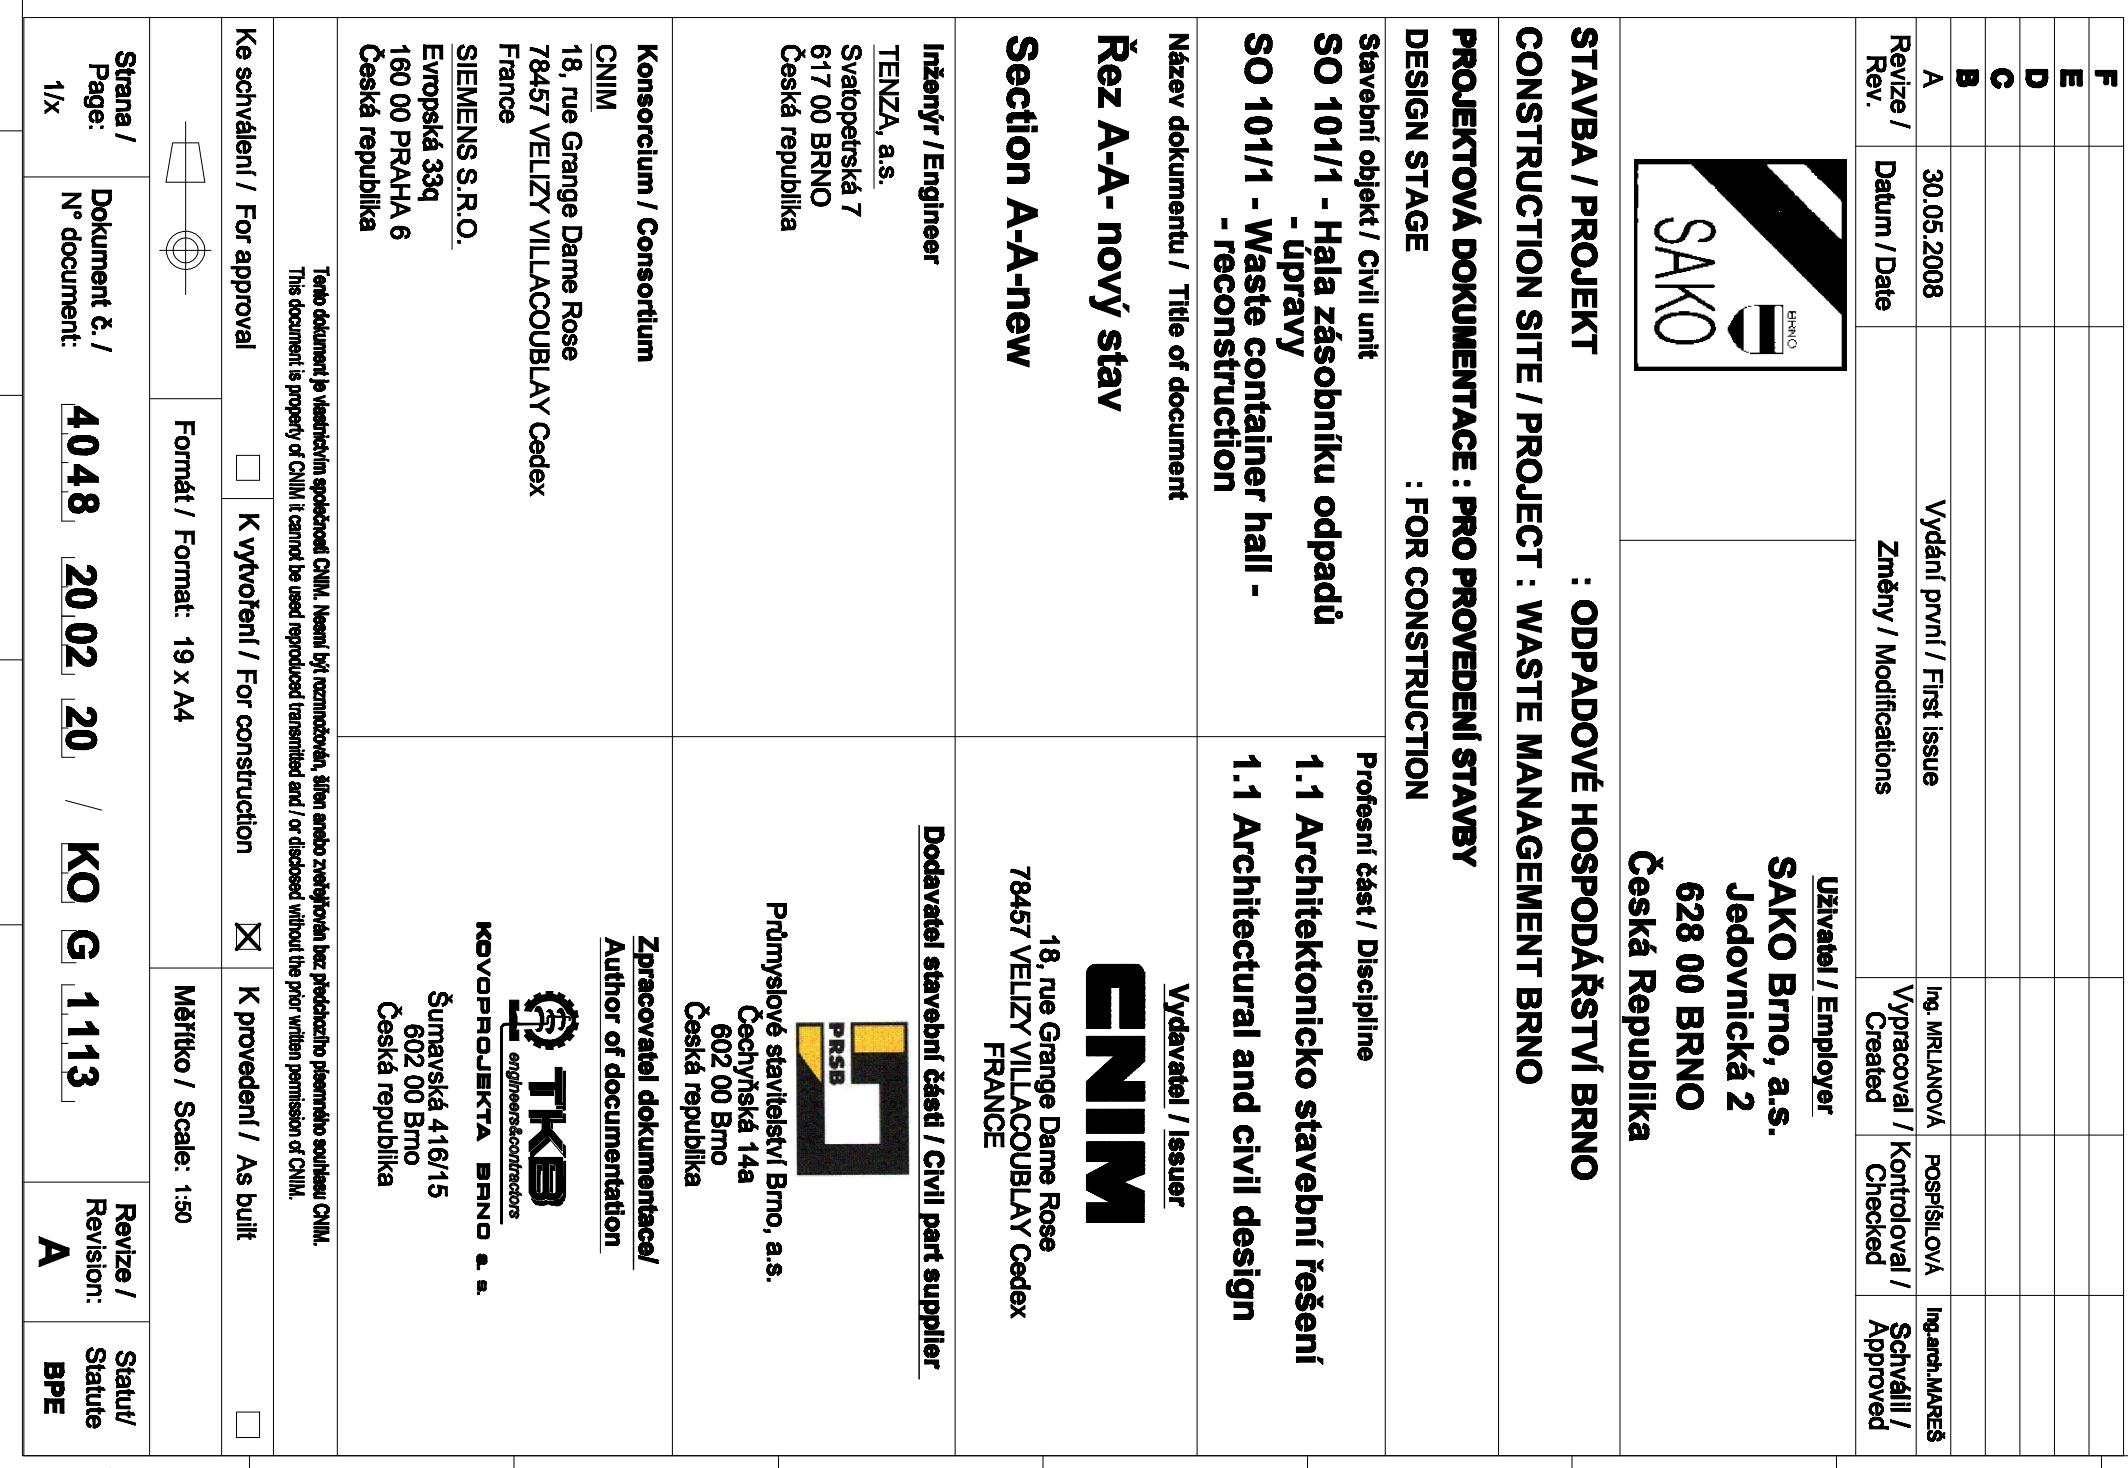 F
E
D
C
B
A 30.05.2008 Vydání první / First issue Ing. MRLIANOVÁ POSPÍŠILOVÁ Ing.arch.MAREŠ
Revize / Datum / Date Změny / Modifications Vypracoval / Kontroloval / Schválil /
Rev. Created Checked Approved
BRNO
SAKO
Uživatel / Employer
SAKO Brno, a.s.
Jedovnická 2
628 00 BRNO
Česká Republika
STAVBA / PROJEKT : ODPADOVÉ HOSPODÁŘSTVÍ BRNO
CONSTRUCTION SITE / PROJECT : WASTE MANAGEMENT BRNO
PROJEKTOVÁ DOKUMENTACE : PRO PROVEDENÍ STAVBY
DESIGN STAGE : FOR CONSTRUCTION
Stavební objekt / Civil unit
SO 101/1 - Hala zásobníku odpadů
- úpravy
SO 101/1 - Waste container hall -
- reconstruction
Profesní část / Discipline
1.1 Architektonicko stavební řešení
1.1 Architectural and civil design
Název dokumentu / Title of document
Řez A-A- nový stav
Section A-A-new
Vydavatel / Issuer
CNIM
18, rue Grange Dame Rose
78457 VELIZY VILLACOUBLAY Cedex
FRANCE
Inženýr / Engineer
TENZA, a.s.
Svatopetrská 7
617 00 BRNO
Česká republika
Dodavatel stavební části / Civil part supplier
PRSB
Průmyslové stavitelství Brno, a.s.
Čechyňská 14a
602 00 Brno
Česká republika
Konsorcium / Consortium
CNIM
18, rue Grange Dame Rose
78457 VELIZY VILLACOUBLAY Cedex
France
SIEMENS S.R.O.
Evropská 33q
160 00 PRAHA 6
Česká republika
Zpracovatel dokumentace/
Author of documentation
TKB
engineers&contractors
KOVOPROJEKTA BRNO a. s.
Šumavská 416/15
602 00 Brno
Česká republika
Tento dokument je vlastnictvím společnosti CNIM. Nesmí být rozmnožován, šířen anebo zveřejňován bez předchozího písemného souhlasu CNIM.
This document is property of CNIM it cannot be used reproduced transmitted and / or disclosed without the prior written permission of CNIM.
Ke schválení / For approval K vytvoření / For construction K provedení / As built
Formát / Format: 19 x A4 Měřítko / Scale: 1:50
Strana / Dokument č. / Revize / Statut/
Page: N° document: Revision: Statute
1/x 4048 2002 20 / KO G 1113 A BPE